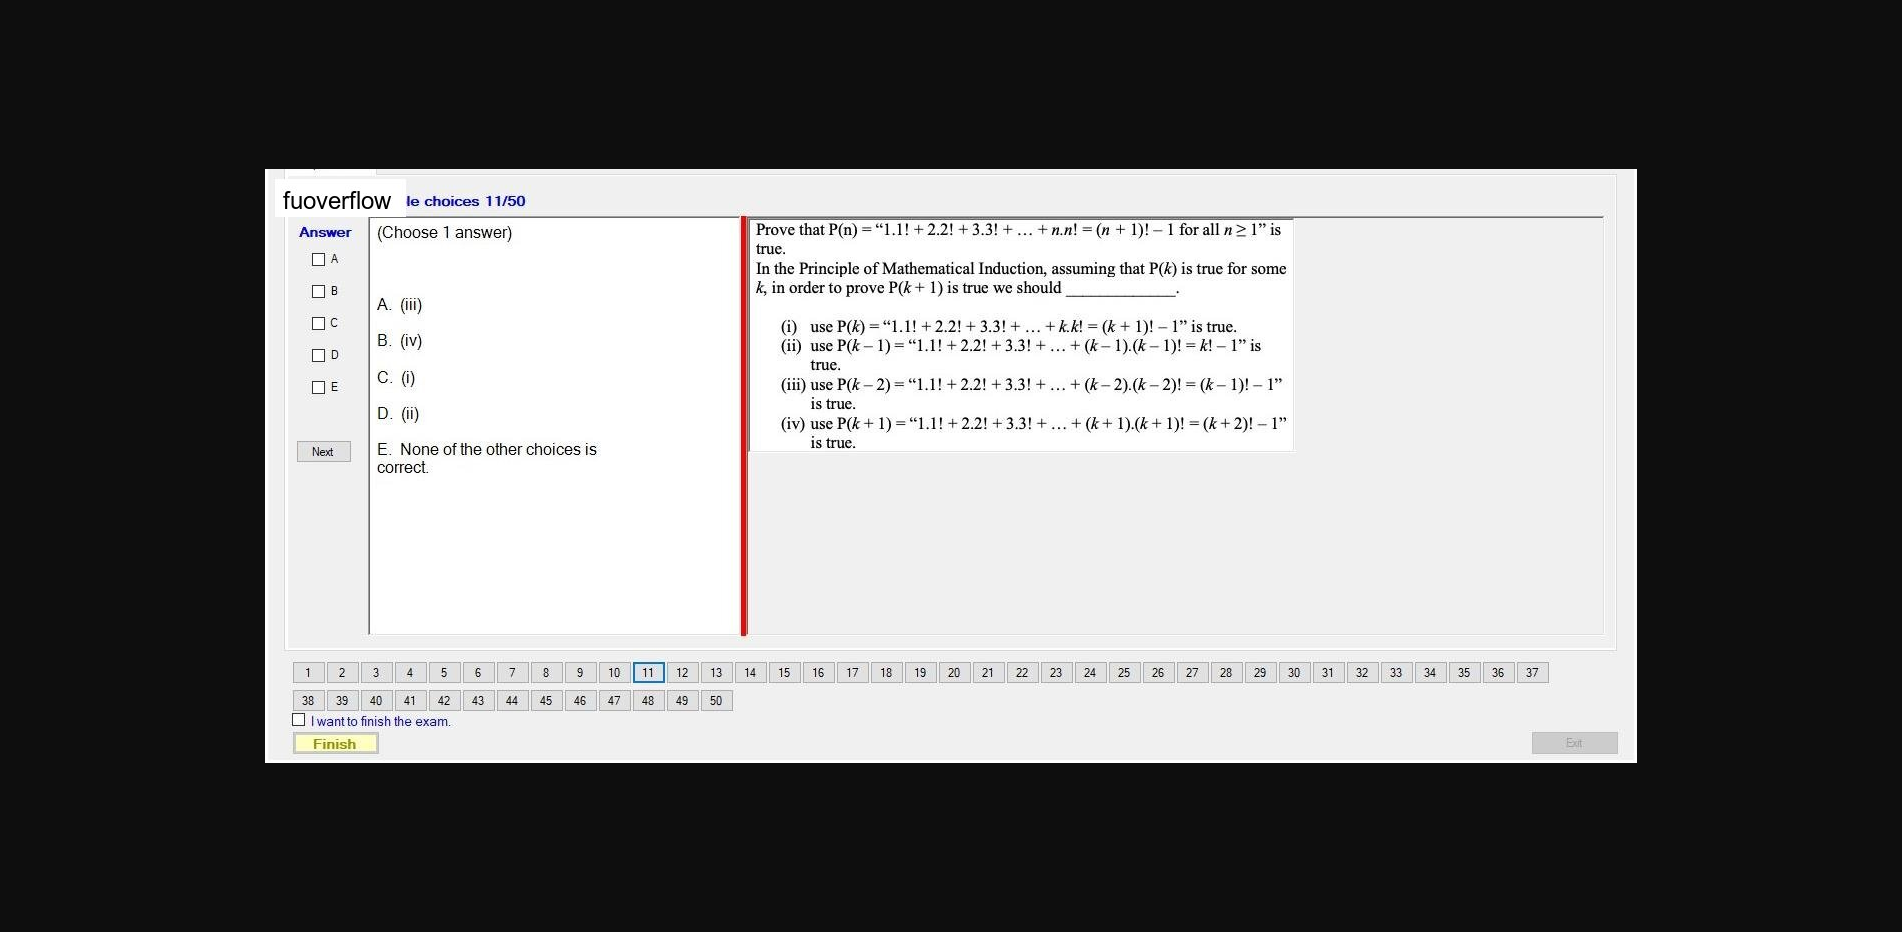 fuoverflow le choices 11/50
Answer
A
B
C
D
E
Next
(Choose 1 answer)
A. (iii)
B. (iv)
C. (i)
D. (ii)
E. None of the other choices is
correct.
Prove that P(n) = “1.1! + 2.2! + 3.3! + … + n.n! = (n + 1)! – 1 for all n ≥ 1” is
true.
In the Principle of Mathematical Induction, assuming that P(k) is true for some
k, in order to prove P(k + 1) is true we should _____________.
(i) use P(k) = “1.1! + 2.2! + 3.3! + … + k.k! = (k + 1)! – 1” is true.
(ii) use P(k – 1) = “1.1! + 2.2! + 3.3! + … + (k – 1).(k – 1)! = k! – 1” is
true.
(iii) use P(k – 2) = “1.1! + 2.2! + 3.3! + … + (k – 2).(k – 2)! = (k – 1)! – 1”
is true.
(iv) use P(k + 1) = “1.1! + 2.2! + 3.3! + … + (k + 1).(k + 1)! = (k + 2)! – 1”
is true.
1 2 3 4 5 6 7 8 9 10 11 12 13 14 15 16 17 18 19 20 21 22 23 24 25 26 27 28 29 30 31 32 33 34 35 36 37
38 39 40 41 42 43 44 45 46 47 48 49 50
I want to finish the exam.
Finish
Exit